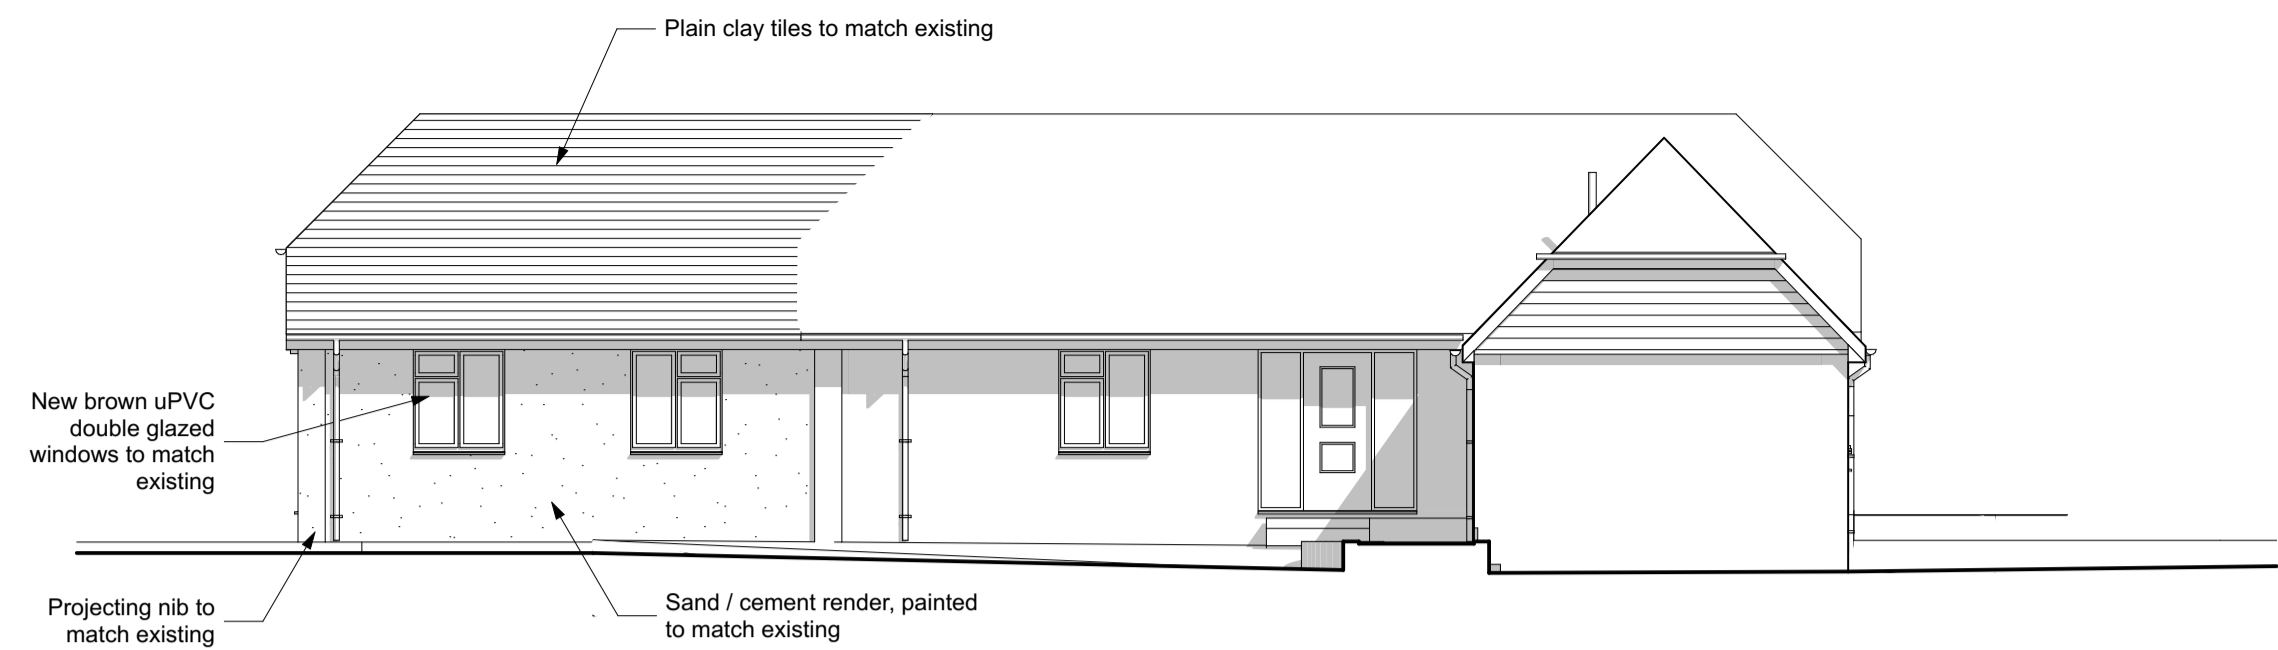 Plain clay tiles to match existing
New brown uPVC
double glazed
windows to match
existing
Projecting nib to
match existing
Sand / cement render, painted
to match existing